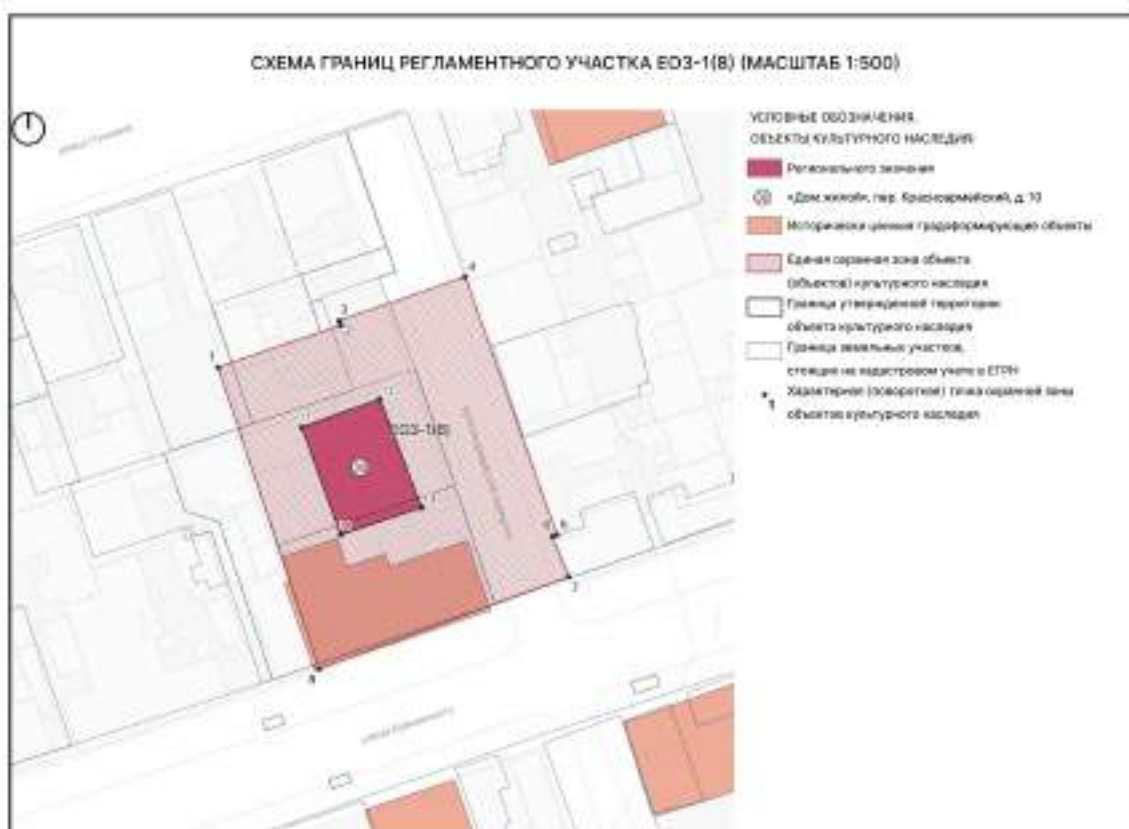 СХЕМА ГРАНИЦ РЕГЛАМЕНТНОГО УЧАСТКА ЕОЗ-1(8) (МАСШТАБ 1:500)
УСЛОВНЫЕ ОБОЗНАЧЕНИЯ:
ОБЪЕКТЫ КУЛЬТУРНОГО НАСЛЕДИЯ:
Регионального значения
«Дом жилой», пер. Красноармейский, д. 10
Исторически ценные градоформирующие объекты
Единая охранная зона объекта
(объектов) культурного наследия
Граница утвержденной территории
объекта культурного наследия
Граница земельных участков,
стоящих на кадастровом учете в ЕГРН
1
Характерная (поворотная) точка охранной зоны
объектов культурного наследия
4
3
1
ЕОЗ-1(8)
6
7
8